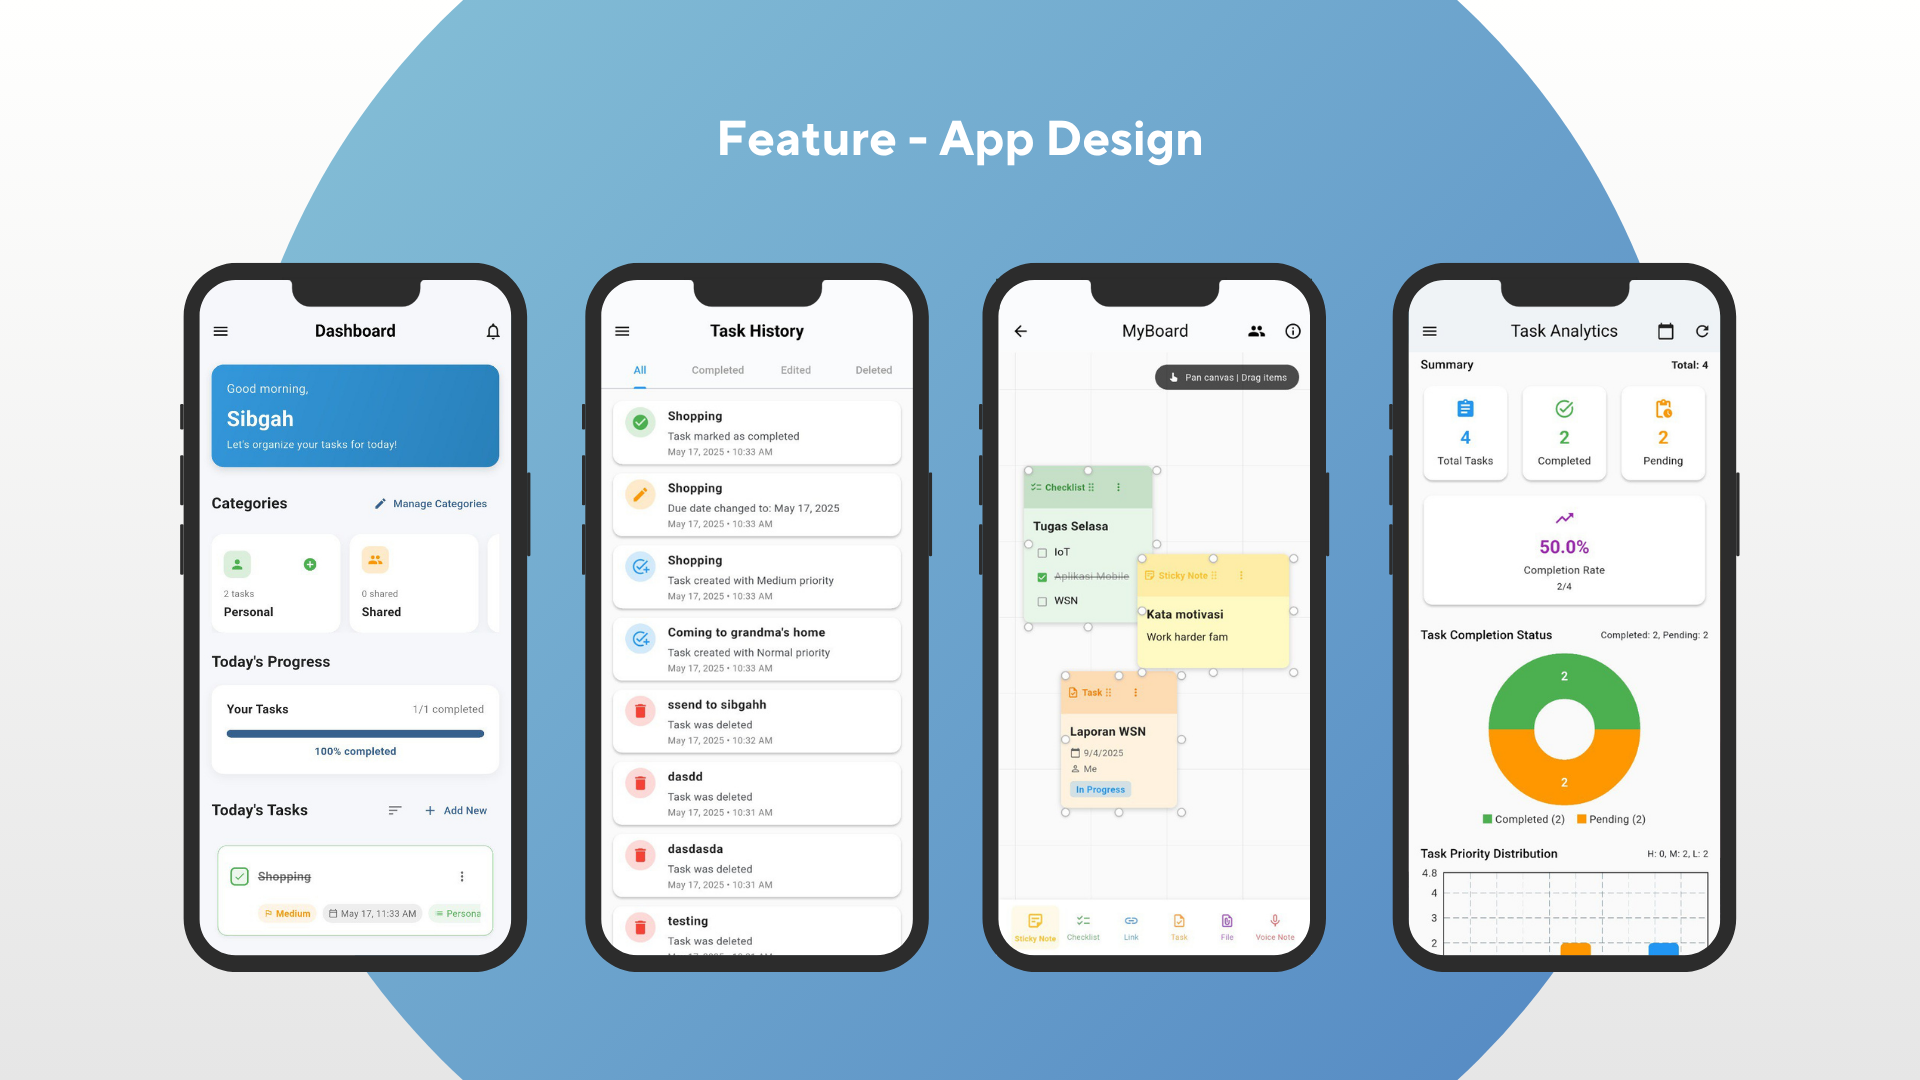 Feature - App Design
Dashboard
Good morning,
Sibgah
Let's organize your tasks for today!
Categories
Manage Categories
2 tasks
Personal
0 shared
Shared
Today's Progress
Your Tasks
1/1 completed
100% completed
Today's Tasks
Add New
Shopping
Medium
May 17, 11:33 AM
Persona
Task History
All
Completed
Edited
Deleted
Shopping
Task marked as completed
May 17, 2025 • 10:33 AM
Shopping
Due date changed to: May 17, 2025
May 17, 2025 • 10:33 AM
Shopping
Task created with Medium priority
May 17, 2025 • 10:33 AM
Coming to grandma's home
Task created with Normal priority
May 17, 2025 • 10:33 AM
ssend to sibgahh
Task was deleted
May 17, 2025 • 10:32 AM
dasdd
Task was deleted
May 17, 2025 • 10:31 AM
dasdasda
Task was deleted
May 17, 2025 • 10:31 AM
testing
Task was deleted
MyBoard
Pan canvas | Drag items
Checklist
Tugas Selasa
IoT
Aplikasi Mobile
WSN
Sticky Note
Kata motivasi
Work harder fam
Task
Laporan WSN
9/4/2025
Me
In Progress
Sticky Note
Checklist
Link
Task
File
Voice Note
Task Analytics
Summary
Total: 4
4
Total Tasks
2
Completed
2
Pending
50.0%
Completion Rate
2/4
Task Completion Status
Completed: 2, Pending: 2
2
2
Completed (2)
Pending (2)
Task Priority Distribution
H: 0, M: 2, L: 2
4.8
4
3
2